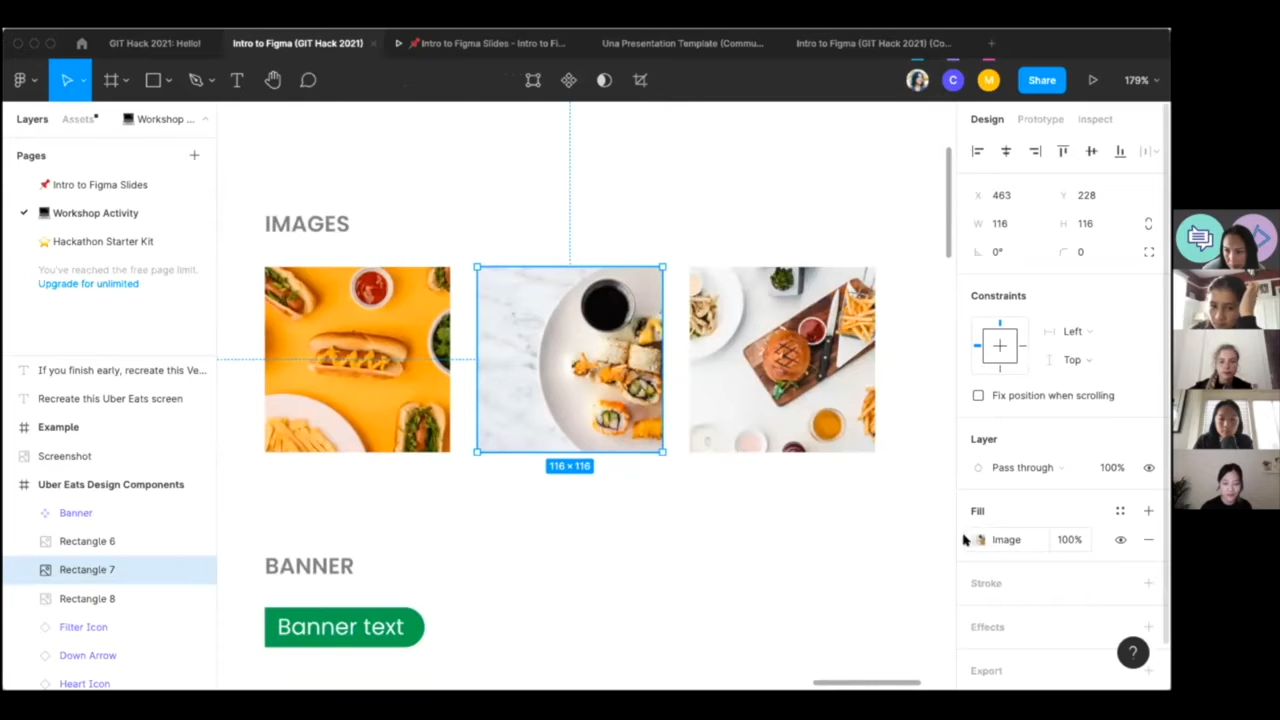 GIT Hack 2021: Hello!
Intro to Figma (GIT Hack 2021)
Intro to Figma Slides - Intro to Fi...
Una Presentation Template (Commu...
Intro to Figma (GIT Hack 2021) (Co...
C
M
Share
179%
Layers
Assets
Workshop ...
Design
Prototype
Inspect
Pages
Intro to Figma Slides
Workshop Activity
Hackathon Starter Kit
You've reached the free page limit.
Upgrade for unlimited
If you finish early, recreate this Ve...
Recreate this Uber Eats screen
Example
Screenshot
Uber Eats Design Components
Banner
Rectangle 6
Rectangle 7
Rectangle 8
Filter Icon
Down Arrow
Heart Icon
IMAGES
116 × 116
BANNER
Banner text
X 463
Y 228
W 116
H 116
0°
0
Constraints
Left
Top
Fix position when scrolling
Layer
Pass through
100%
Fill
Image
100%
Stroke
Effects
Export
?